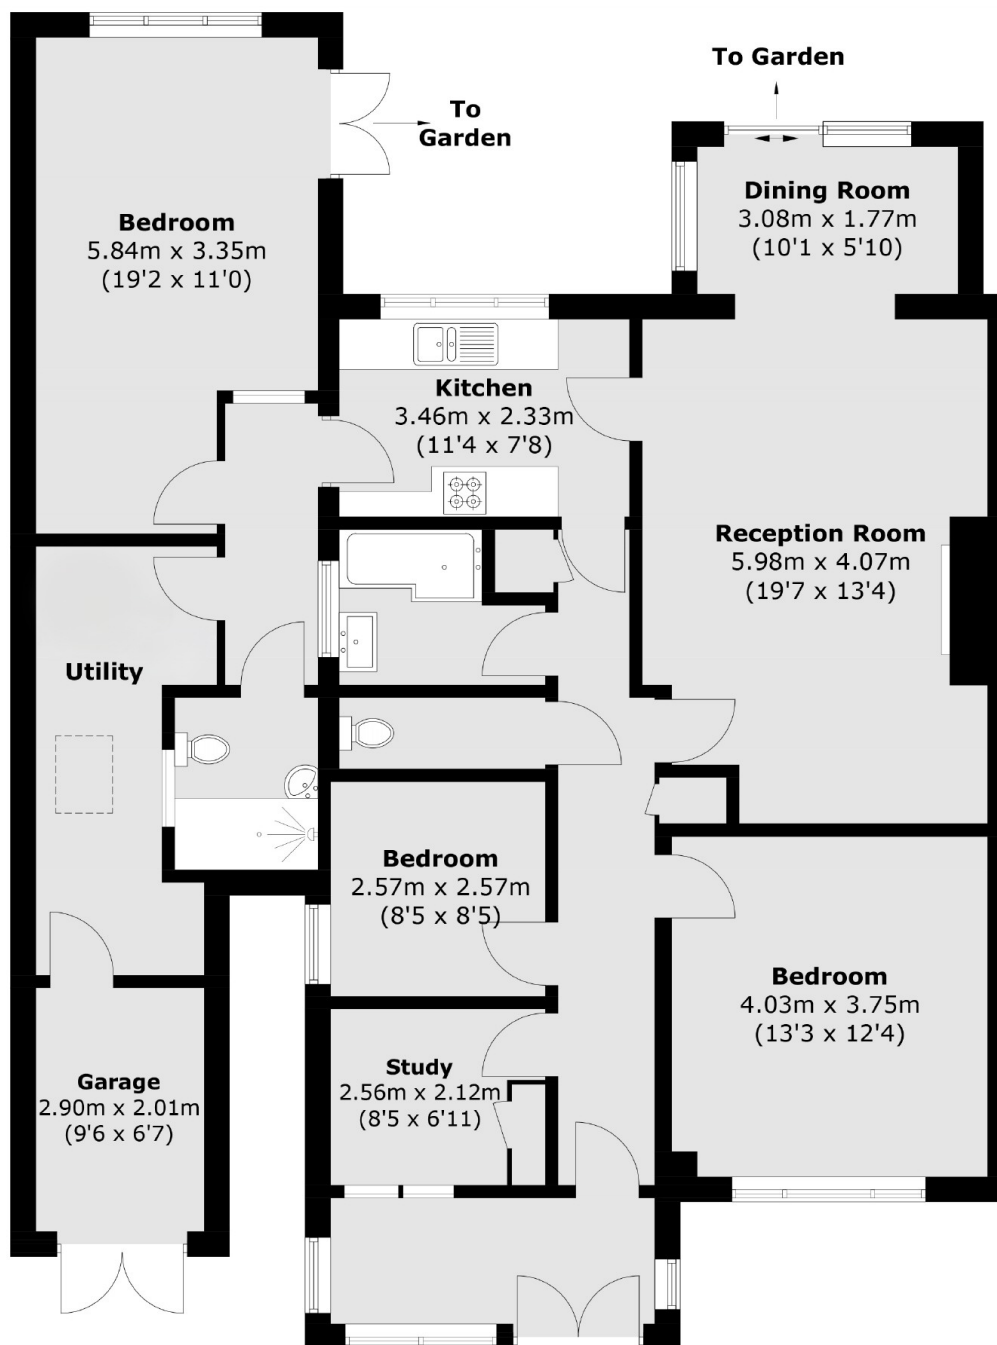 To Garden
To
Garden
Dining Room
3.08m x 1.77m
(10'1 x 5'10)
Bedroom
5.84m x 3.35m
(19'2 x 11'0)
Kitchen
3.46m x 2.33m
(11'4 x 7'8)
Reception Room
5.98m x 4.07m
(19'7 x 13'4)
Utility
Bedroom
2.57m x 2.57m
(8'5 x 8'5)
Bedroom
4.03m x 3.75m
(13'3 x 12'4)
Study
2.56m x 2.12m
(8'5 x 6'11)
Garage
2.90m x 2.01m
(9'6 x 6'7)